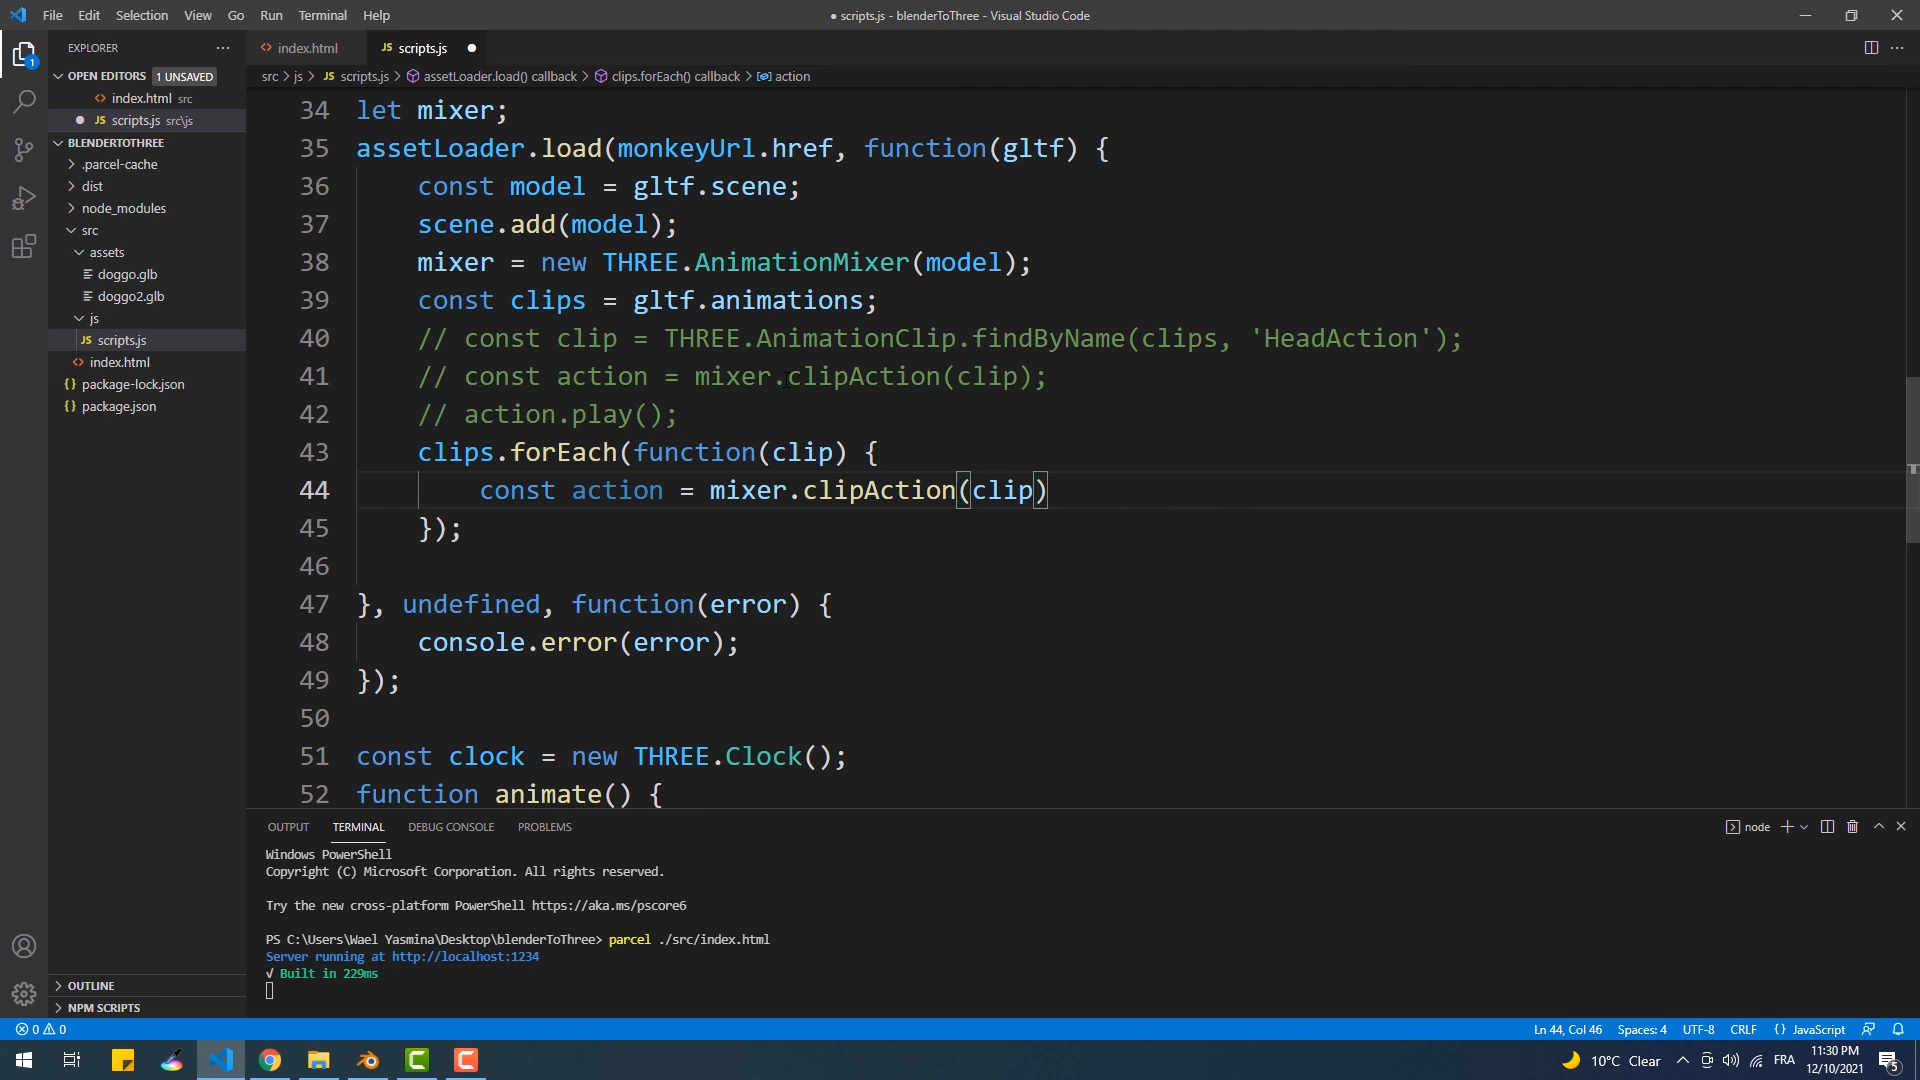 File Edit Selection View Go Run Terminal Help
● scripts.js - blenderToThree - Visual Studio Code
EXPLORER
OPEN EDITORS 1 UNSAVED
index.html src
JS scripts.js src\js
BLENDERTOTHREE
.parcel-cache
dist
node_modules
src
assets
doggo.glb
doggo2.glb
js
JS scripts.js
index.html
package-lock.json
package.json
OUTLINE
NPM SCRIPTS
index.html JS scripts.js
src > js > JS scripts.js > assetLoader.load() callback > clips.forEach() callback > action
34 let mixer;
35 assetLoader.load(monkeyUrl.href, function(gltf) {
36 const model = gltf.scene;
37 scene.add(model);
38 mixer = new THREE.AnimationMixer(model);
39 const clips = gltf.animations;
40 // const clip = THREE.AnimationClip.findByName(clips, 'HeadAction');
41 // const action = mixer.clipAction(clip);
42 // action.play();
43 clips.forEach(function(clip) {
44 const action = mixer.clipAction(clip)
45 });
46
47 }, undefined, function(error) {
48 console.error(error);
49 });
50
51 const clock = new THREE.Clock();
52 function animate() {
OUTPUT TERMINAL DEBUG CONSOLE PROBLEMS
node
Windows PowerShell
Copyright (C) Microsoft Corporation. All rights reserved.
Try the new cross-platform PowerShell https://aka.ms/pscore6
PS C:\Users\Wael Yasmina\Desktop\blenderToThree> parcel ./src/index.html
Server running at http://localhost:1234
√ Built in 229ms
0 0
Ln 44, Col 46 Spaces: 4 UTF-8 CRLF {} JavaScript
10°C Clear FRA 11:30 PM
12/10/2021
5
1